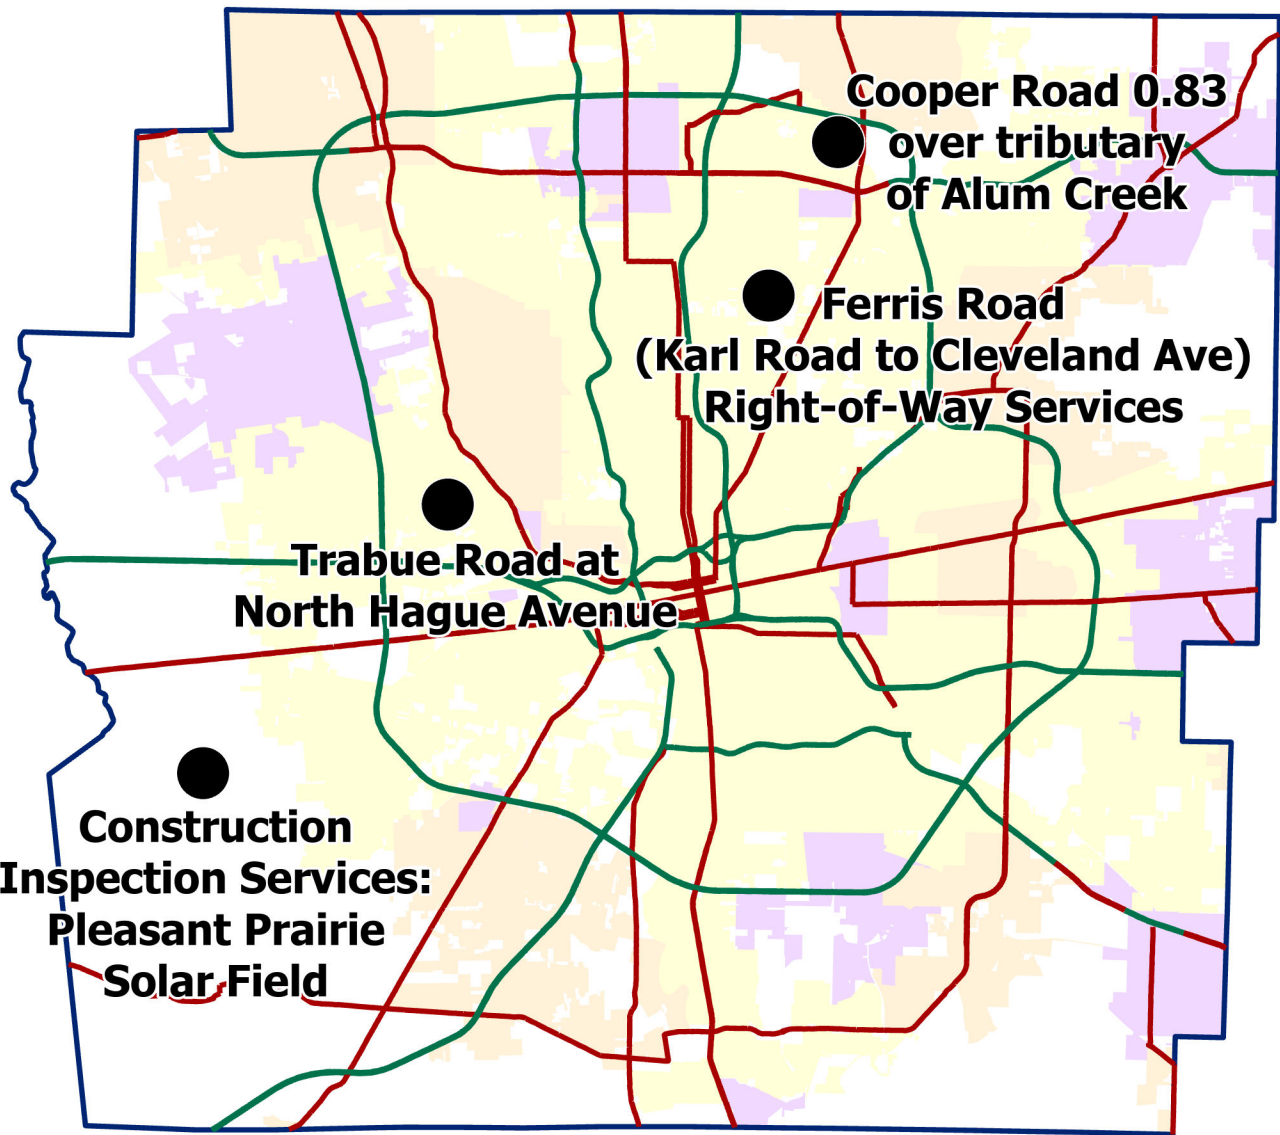 Cooper Road 0.83
over tributary
of Alum Creek
Ferris Road
(Karl Road to Cleveland Ave)
Right-of-Way Services
Trabue Road at
North Hague Avenue
Construction
Inspection Services:
Pleasant Prairie
Solar Field